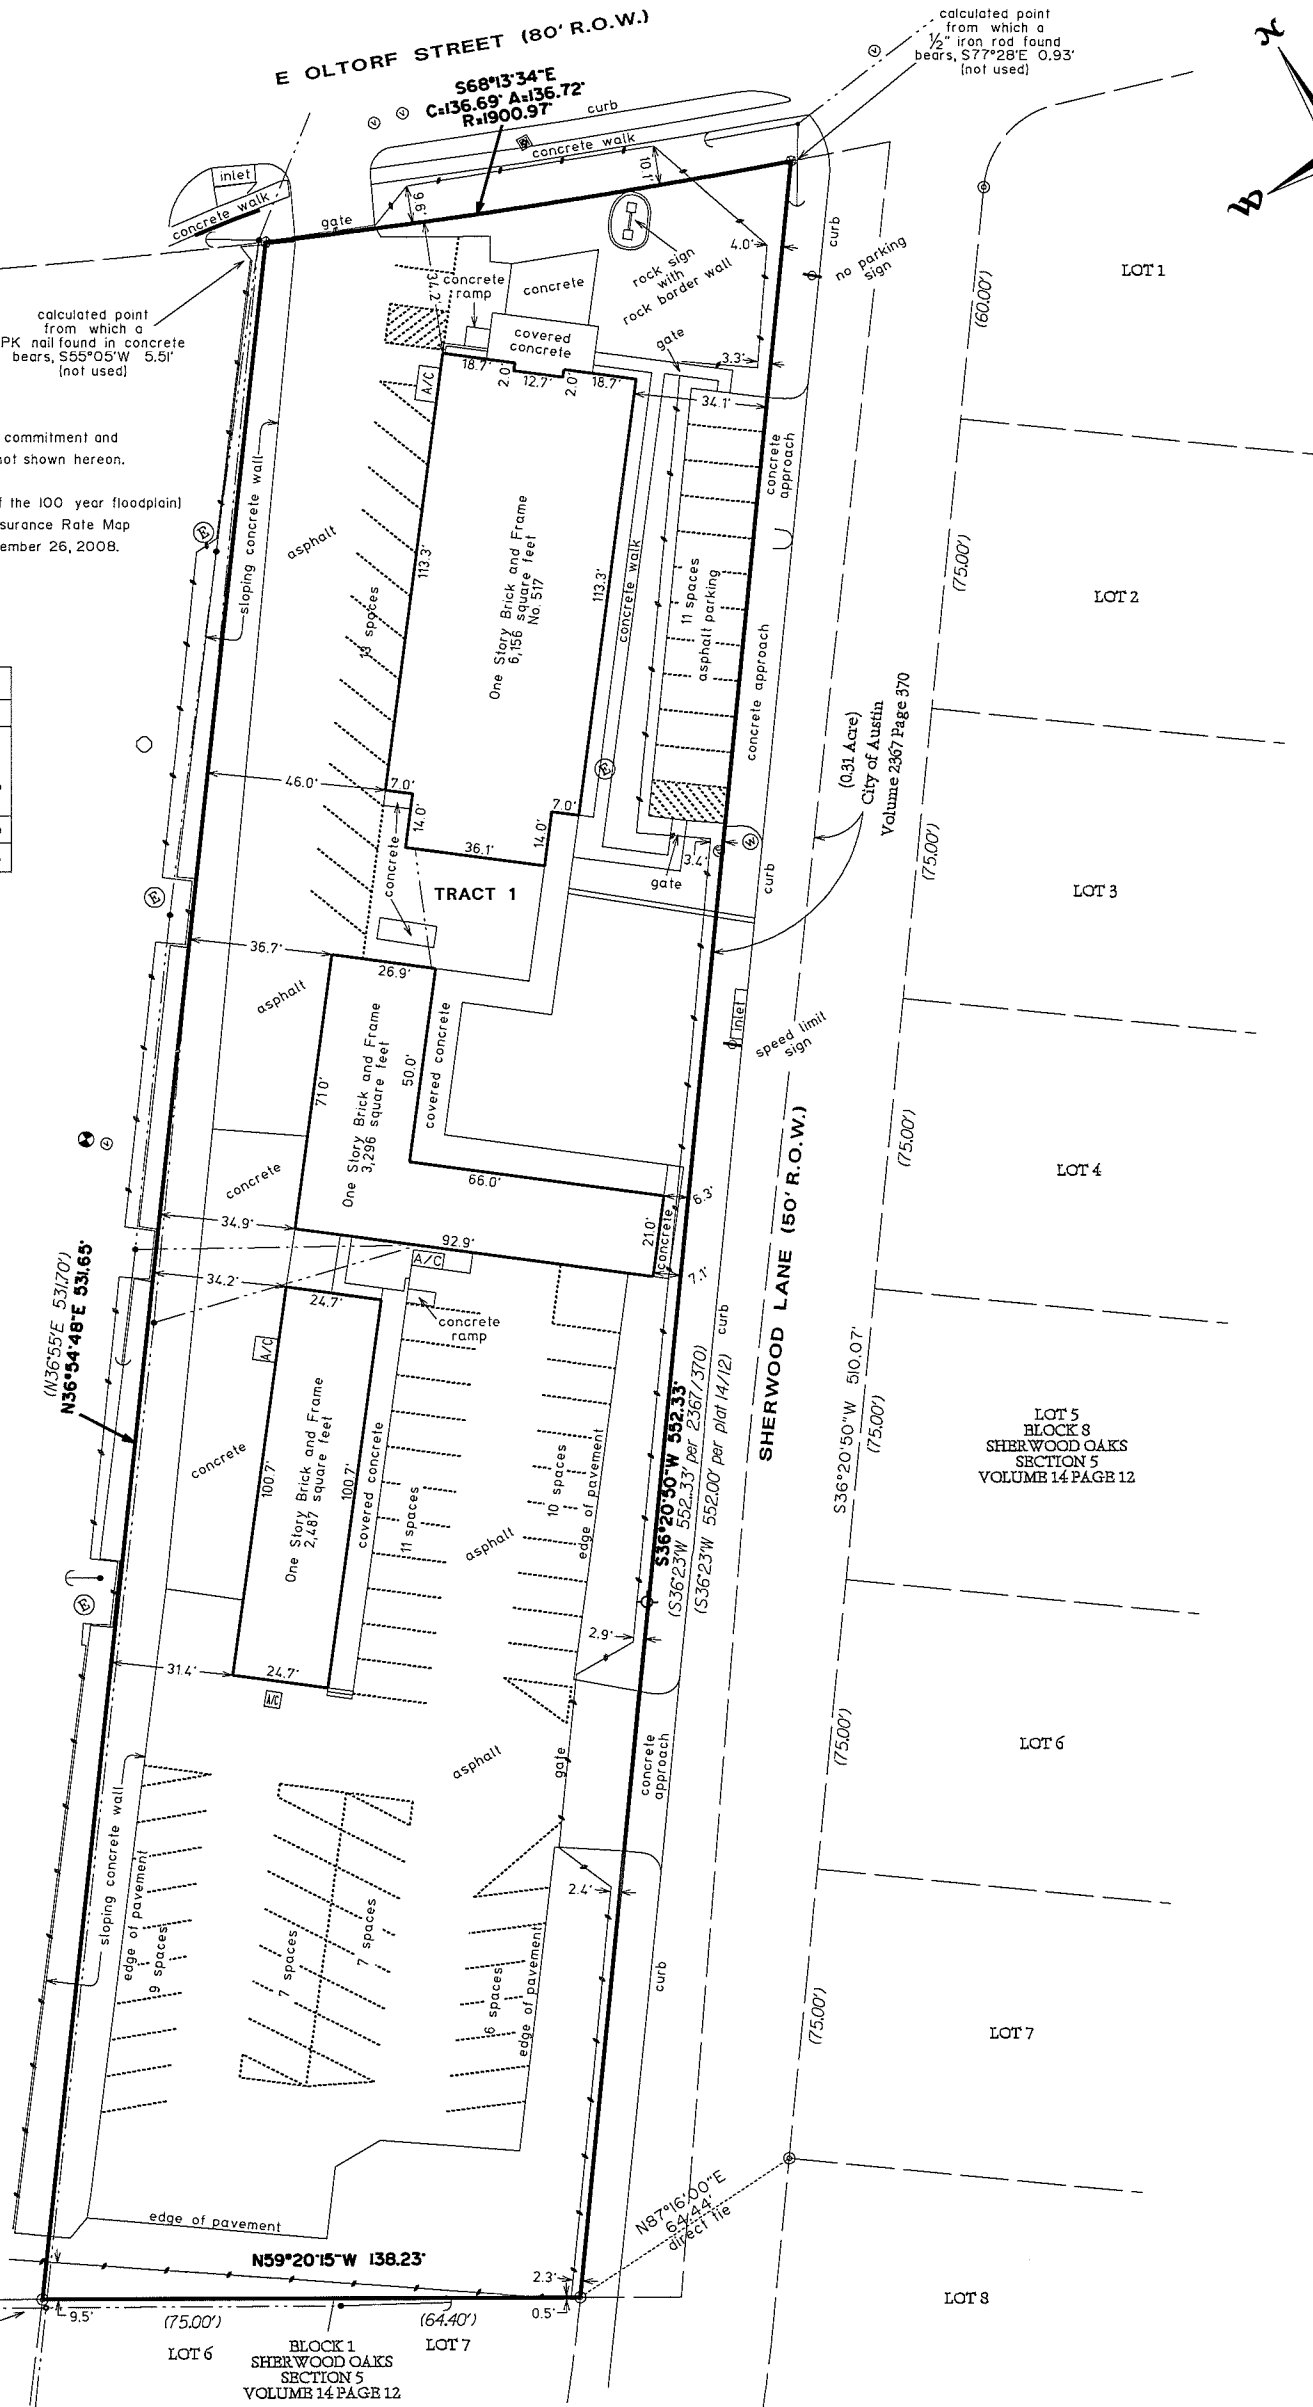 E OLTORF STREET (80' R.O.W.)
S68°13'34"E
C=136.69' A=136.72'
R=1900.97'
calculated point
from which a
½" iron rod found
bears, S77°28'E 0.93'
(not used)
N
W
curb
concrete walk
inlet
concrete walk
gate
9.6'
10.1'
rock sign
with
rock border wall
4.0'
curb
no parking
sign
LOT 1
(60.00')
calculated point
from which a
PK nail found in concrete
bears, S55°05'W 5.51'
(not used)
34.2'
concrete
ramp
concrete
covered
concrete
gate
3.3'
A/C
18.7'
2.0'
12.7'
2.0'
18.7'
34.1'
commitment and
not shown hereon.
f the 100 year floodplain)
surance Rate Map
ember 26, 2008.
E
sloping concrete wall
asphalt
13 spaces
113.3'
One Story Brick and Frame
6,156 square feet
No. 517
113.3'
concrete walk
11 spaces
asphalt parking
concrete
approach
concrete approach
(75.00')
LOT 2
(0.31 Acre)
City of Austin
Volume 2367 Page 370
46.0'
7.0'
14.0'
36.1'
14.0'
7.0'
E
concrete
TRACT 1
gate
3.4'
W
curb
(75.00')
LOT 3
E
36.7'
26.9'
asphalt
One Story Brick and Frame
3,296 square feet
71.0'
50.0'
covered concrete
inlet
speed limit
sign
SHERWOOD LANE (50' R.O.W.)
(75.00')
LOT 4
concrete
66.0'
6.3'
34.9'
92.9'
21.0'
concrete
7.1'
A/C
34.2'
24.7'
concrete
ramp
A/C
(N36°55'E 531.70')
N36°54'48"E 531.65'
concrete
100.7'
One Story Brick and Frame
2,487 square feet
100.7'
covered concrete
11 spaces
asphalt
10 spaces
edge of pavement
curb
S36°20'50"W 552.33'
(S36°23'W 552.33' per 2367/370)
(S36°23'W 552.00' per plat 14/12)
S36°20'50"W 510.07'
(75.00')
LOT 5
BLOCK 8
SHERWOOD OAKS
SECTION 5
VOLUME 14 PAGE 12
E
2.9'
31.4'
24.7'
A/C
asphalt
gate
concrete
approach
(75.00')
LOT 6
sloping concrete wall
edge of pavement
9 spaces
7 spaces
7 spaces
6 spaces
edge of pavement
2.4'
curb
(75.00')
LOT 7
N87°16'00"E
64.44'
direct tie
edge of pavement
N59°20'15"W 138.23'
2.3'
9.5'
(75.00')
(64.40')
0.5'
LOT 8
LOT 6
BLOCK 1
SHERWOOD OAKS
SECTION 5
VOLUME 14 PAGE 12
LOT 7